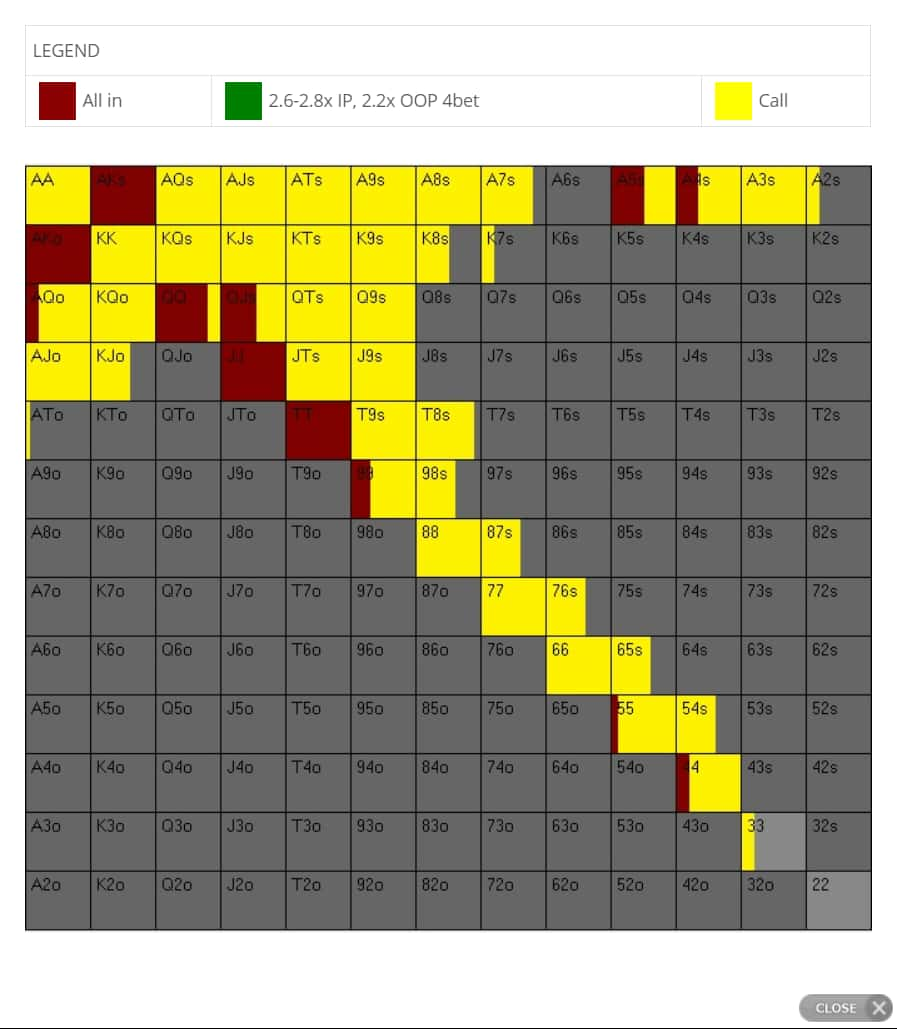 LEGEND
All in 2.6-2.8x IP, 2.2x OOP 4bet Call
AA AKs AQs AJs ATs A9s A8s A7s A6s A5s A4s A3s A2s
AKo KK KQs KJs KTs K9s K8s K7s K6s K5s K4s K3s K2s
AQo KQo QQ QJs QTs Q9s Q8s Q7s Q6s Q5s Q4s Q3s Q2s
AJo KJo QJo JJ JTs J9s J8s J7s J6s J5s J4s J3s J2s
ATo KTo QTo JTo TT T9s T8s T7s T6s T5s T4s T3s T2s
A9o K9o Q9o J9o T9o 99 98s 97s 96s 95s 94s 93s 92s
A8o K8o Q8o J8o T8o 98o 88 87s 86s 85s 84s 83s 82s
A7o K7o Q7o J7o T7o 97o 87o 77 76s 75s 74s 73s 72s
A6o K6o Q6o J6o T6o 96o 86o 76o 66 65s 64s 63s 62s
A5o K5o Q5o J5o T5o 95o 85o 75o 65o 55 54s 53s 52s
A4o K4o Q4o J4o T4o 94o 84o 74o 64o 54o 44 43s 42s
A3o K3o Q3o J3o T3o 93o 83o 73o 63o 53o 43o 33 32s
A2o K2o Q2o J2o T2o 92o 82o 72o 62o 52o 42o 32o 22
CLOSE